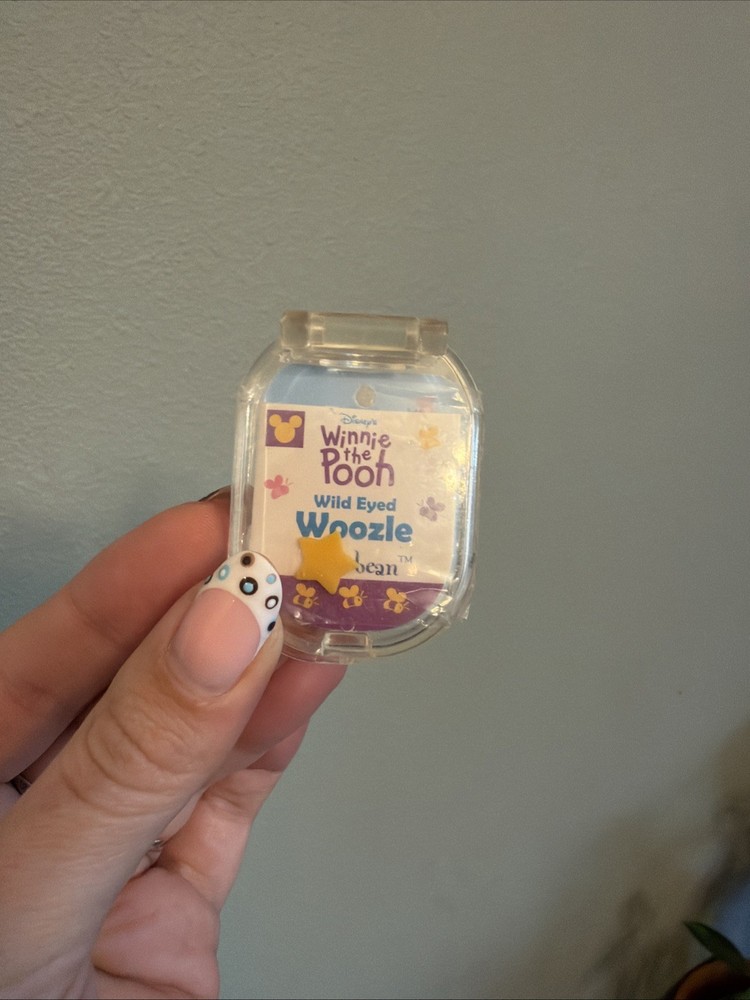 Disney's
Winnie
the
Pooh
Wild Eyed
Woozle
bean™